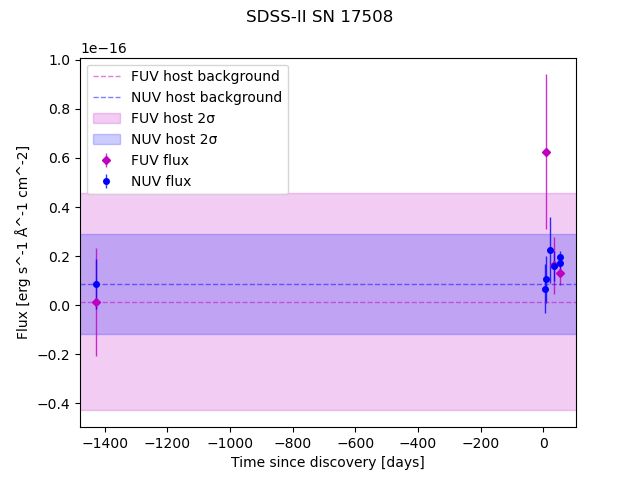 SDSS-II SN 17508
1e−16
1.0
0.8
0.6
0.4
0.2
0.0
−0.2
−0.4
Flux [erg s^-1 Å^-1 cm^-2]
FUV host background
NUV host background
FUV host 2σ
NUV host 2σ
FUV flux
NUV flux
−1400 −1200 −1000 −800 −600 −400 −200 0
Time since discovery [days]